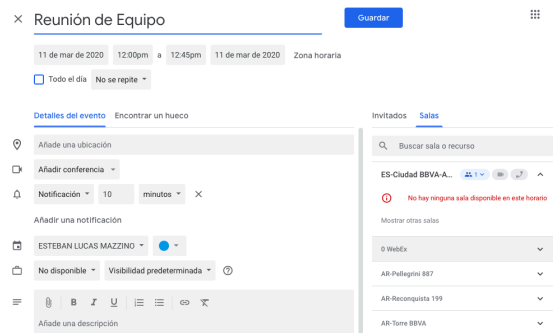 Reunión de Equipo
Guardar
11 de mar de 2020 12:00pm a 12:45pm 11 de mar de 2020 Zona horaria
Todo el día No se repite
Detalles del evento Encontrar un hueco
Añade una ubicación
Añadir conferencia
Notificación 10 minutos
Añadir una notificación
ESTEBAN LUCAS MAZZINO
No disponible Visibilidad predeterminada
B I U
Añade una descripción
Invitados Salas
Buscar sala o recurso
ES-Ciudad BBVA-A... 1
No hay ninguna sala disponible en este horario
Mostrar otras salas
0 WebEx
AR-Pellegrini 887
AR-Reconquista 199
AR-Torre BBVA